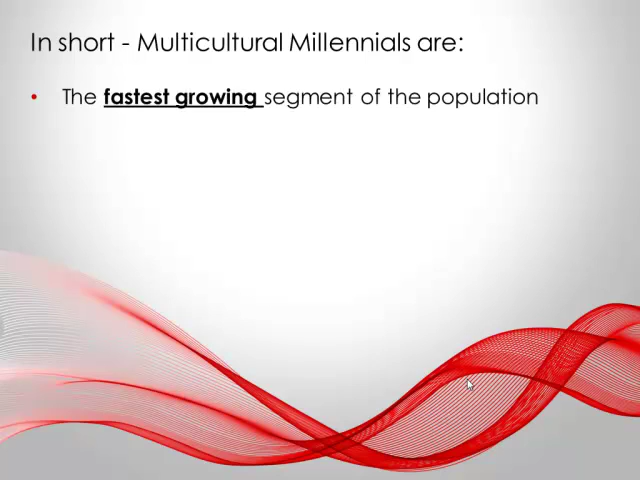 In short - Multicultural Millennials are:
• The fastest growing segment of the population